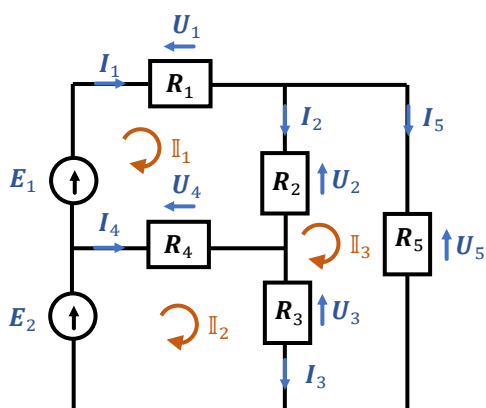 U₁
I₁
R₁
I₂
I₅
𝕀₁
E₁
U₄
R₂
U₂
I₄
R₄
𝕀₃
R₅
U₅
E₂
𝕀₂
R₃
U₃
I₃